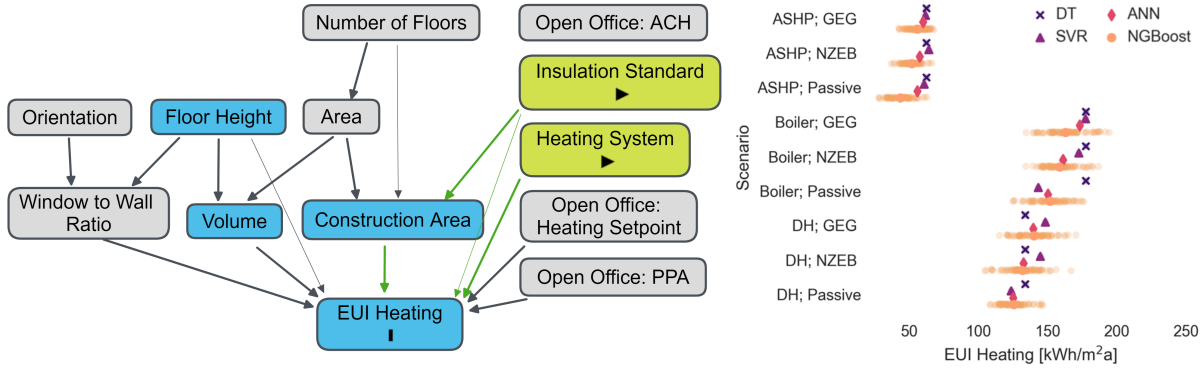 Number of Floors
Open Office: ACH
Insulation Standard
Orientation
Floor Height
Area
Heating System
Window to Wall
Ratio
Volume
Construction Area
Open Office:
Heating Setpoint
Open Office: PPA
EUI Heating
I
DT
ANN
SVR
NGBoost
Scenario
ASHP; GEG
ASHP; NZEB
ASHP; Passive
Boiler; GEG
Boiler; NZEB
Boiler; Passive
DH; GEG
DH; NZEB
DH; Passive
50 100 150 200 250
EUI Heating [kWh/m²a]